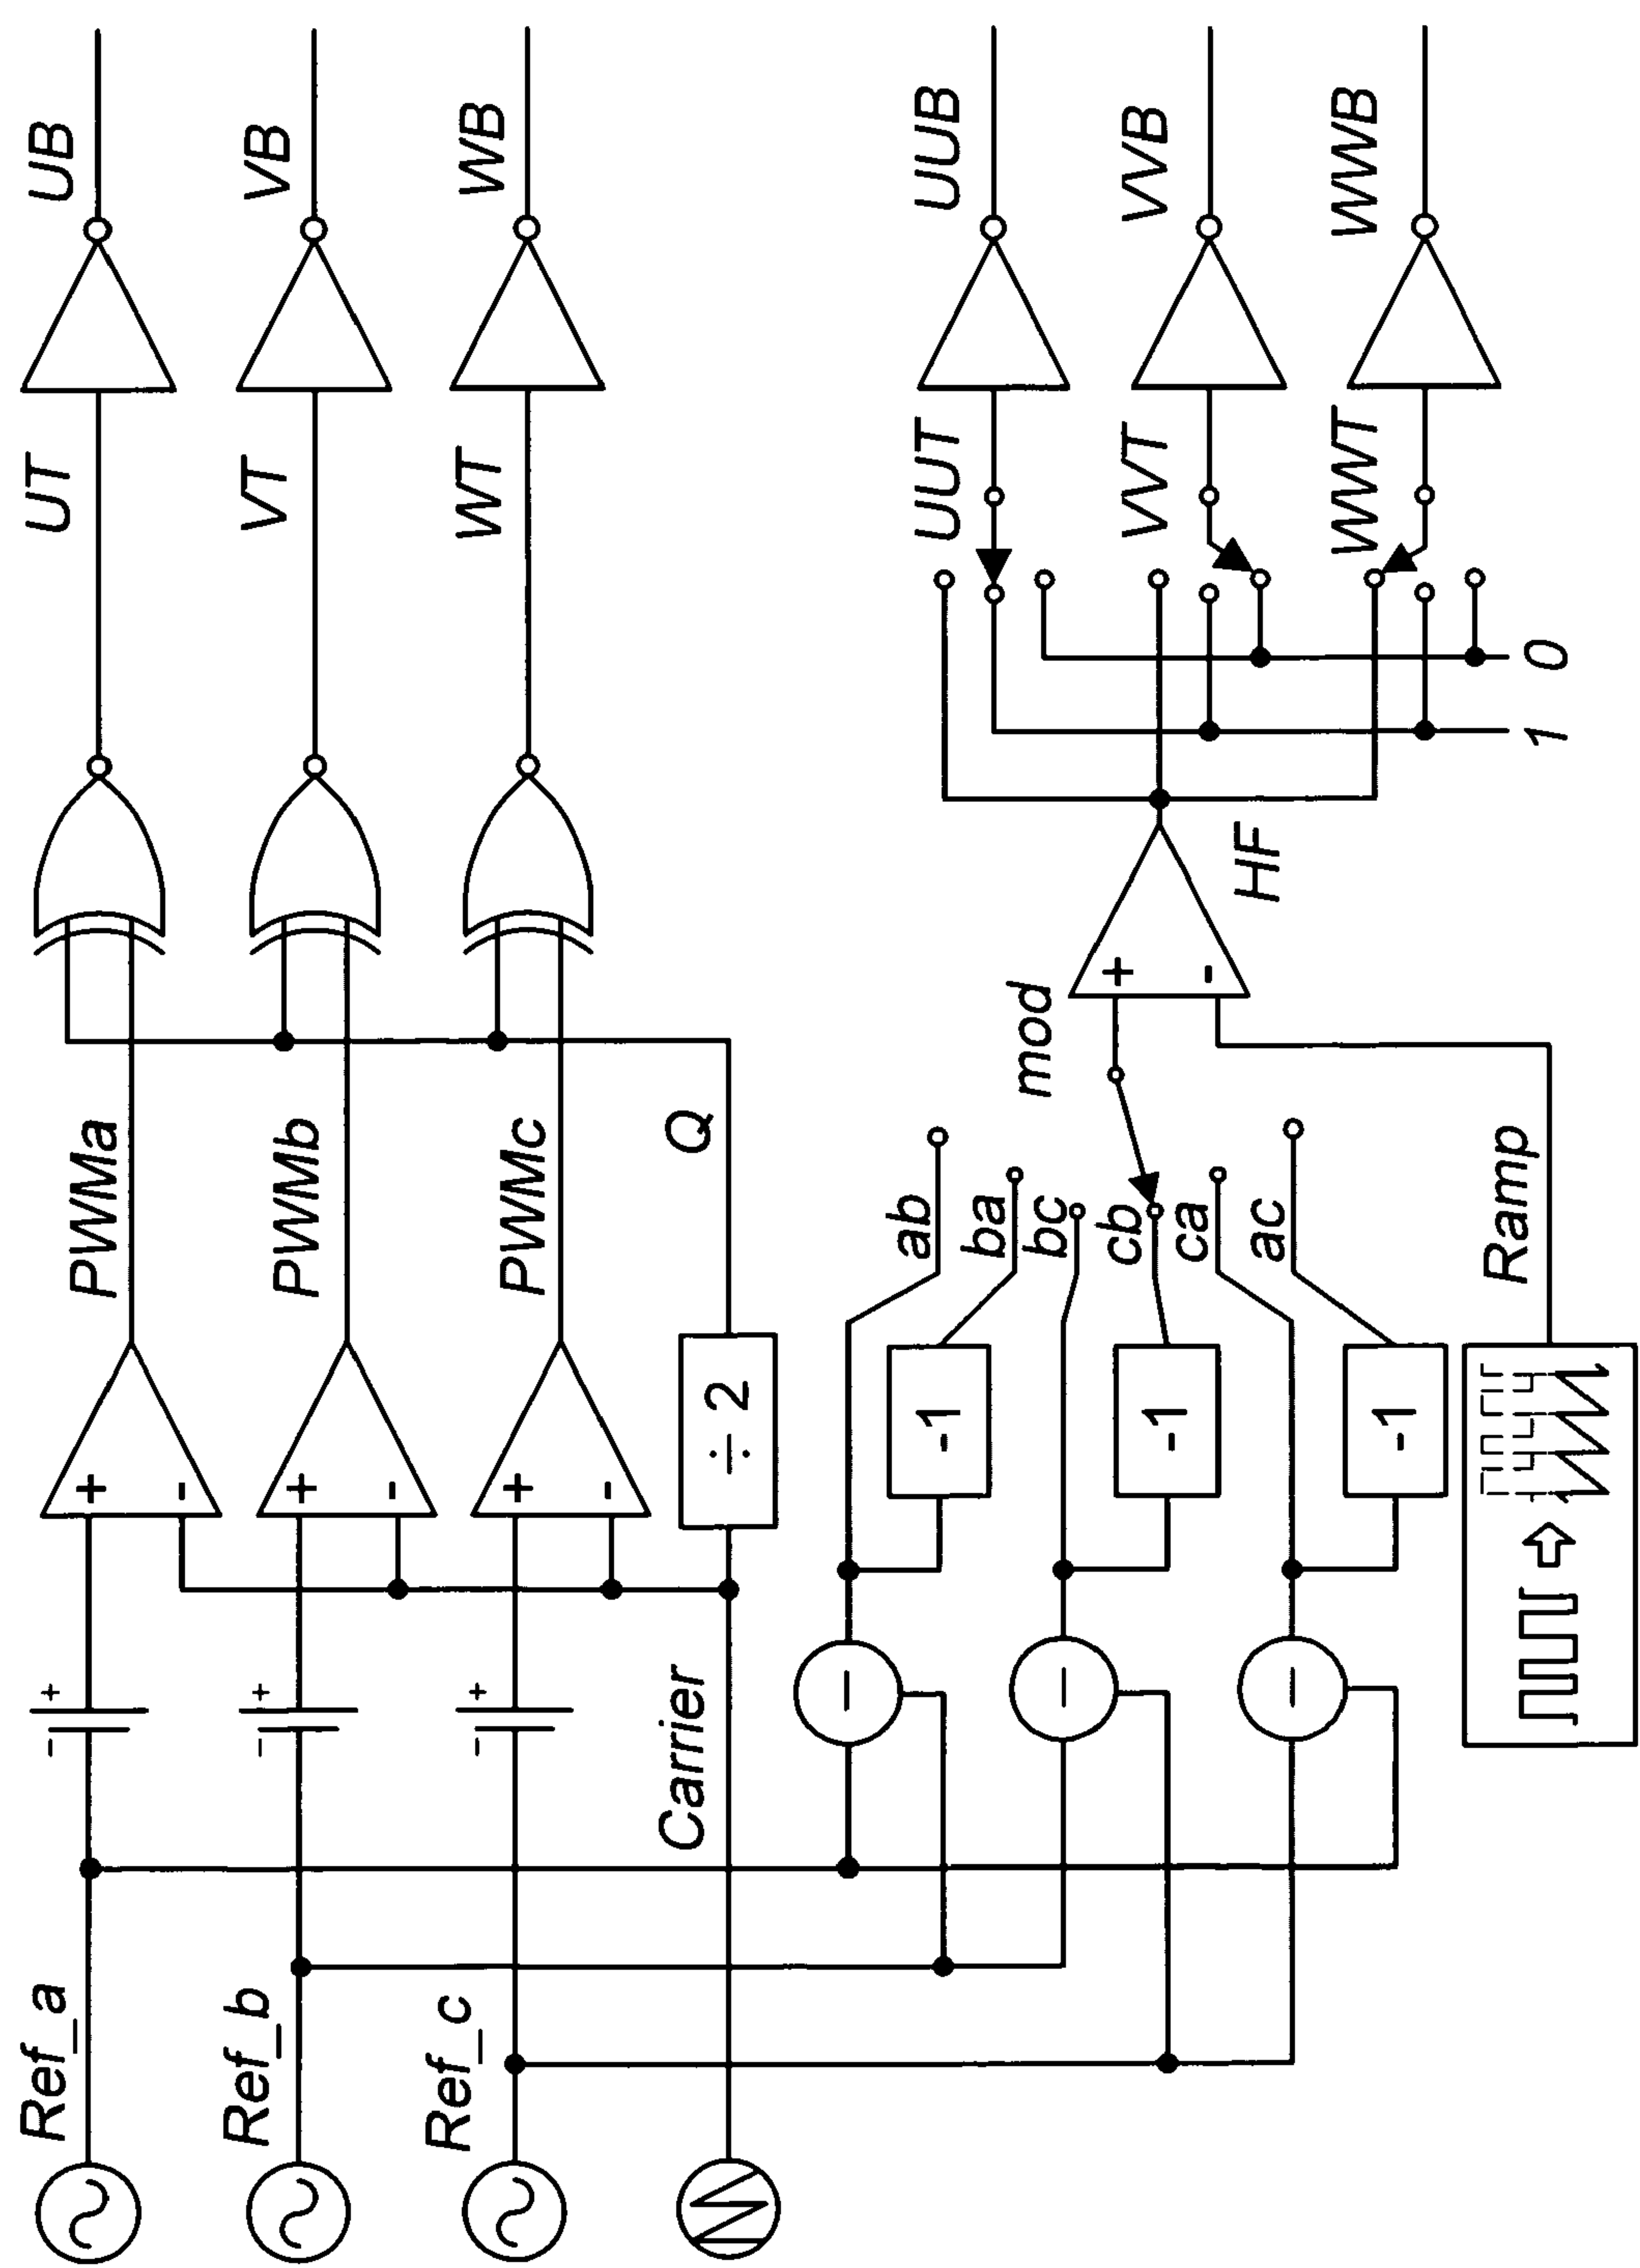 Ref_a
- +
+
-
PWMa
UT
UB
Ref_b
- +
+
-
PWMb
VT
VB
Ref_c
- +
+
-
PWMc
WT
WB
Carrier
÷ 2
Q
−
-1
ab
ba
−
-1
bc
cb
−
-1
ca
ac
mod
+
-
HF
Ramp
1
0
UUT
UUB
VVT
VVB
WWT
WWB